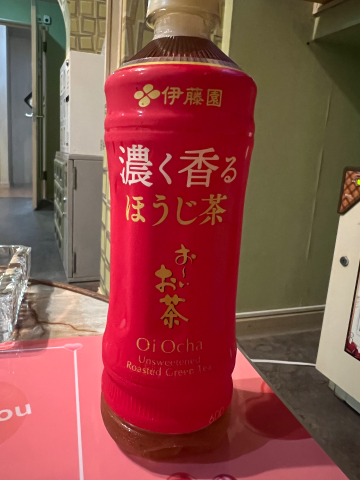 伊藤園
濃く香る
ほうじ茶
お〜い
お茶
Oi Ocha
Unsweetened
Roasted Green Tea
you